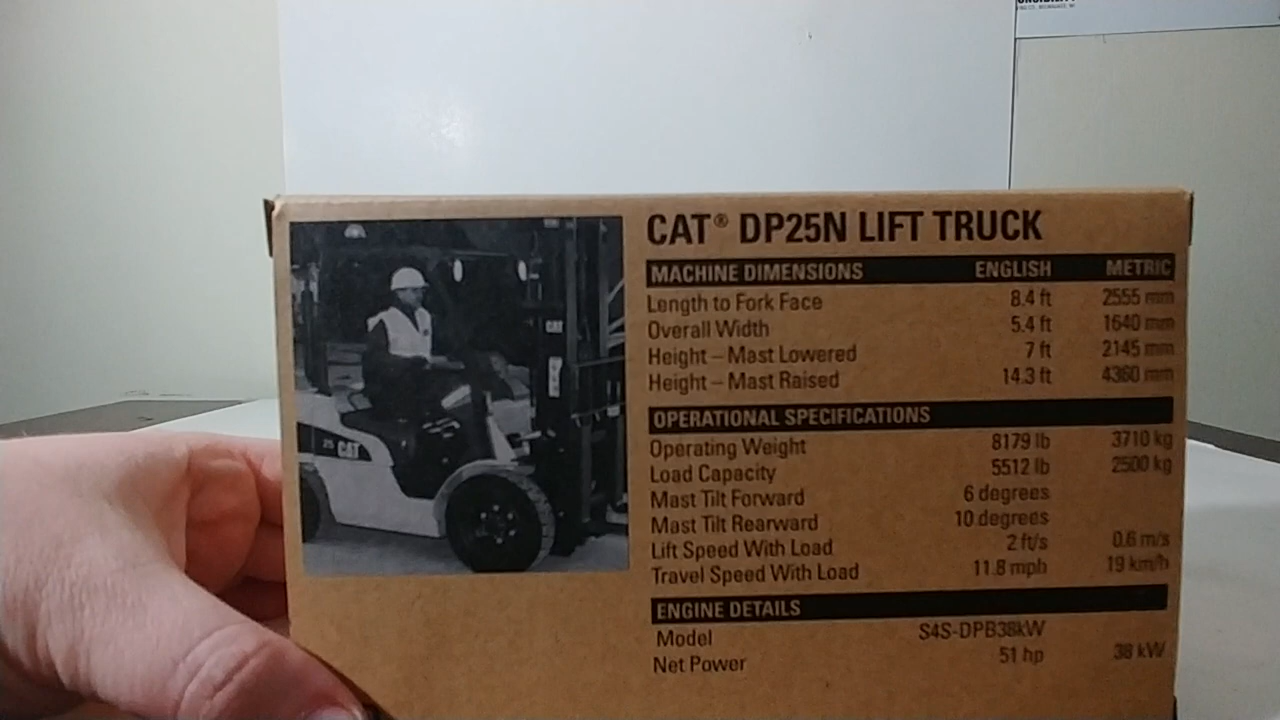 CAT® DP25N LIFT TRUCK
MACHINE DIMENSIONS ENGLISH METRIC
Length to Fork Face 8.4 ft 2555 mm
Overall Width 5.4 ft 1640 mm
Height – Mast Lowered 7 ft 2145 mm
Height – Mast Raised 14.3 ft 4360 mm
OPERATIONAL SPECIFICATIONS
Operating Weight 8179 lb 3710 kg
Load Capacity 5512 lb 2500 kg
Mast Tilt Forward 6 degrees
Mast Tilt Rearward 10 degrees
Lift Speed With Load 2 ft/s 0.6 m/s
Travel Speed With Load 11.8 mph 19 km/h
ENGINE DETAILS
Model S4S-DPB38kW
Net Power 51 hp 38 kW
CAT
25 CAT